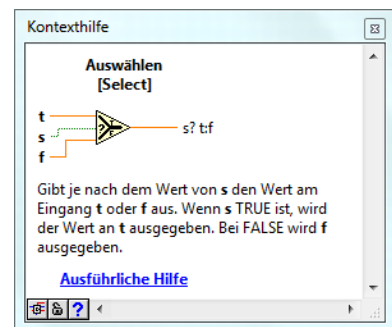 Kontexthilfe
Auswählen
[Select]
t
s
f
s? t:f
Gibt je nach dem Wert von s den Wert am
Eingang t oder f aus. Wenn s TRUE ist, wird
der Wert an t ausgegeben. Bei FALSE wird f
ausgegeben.
Ausführliche Hilfe
?